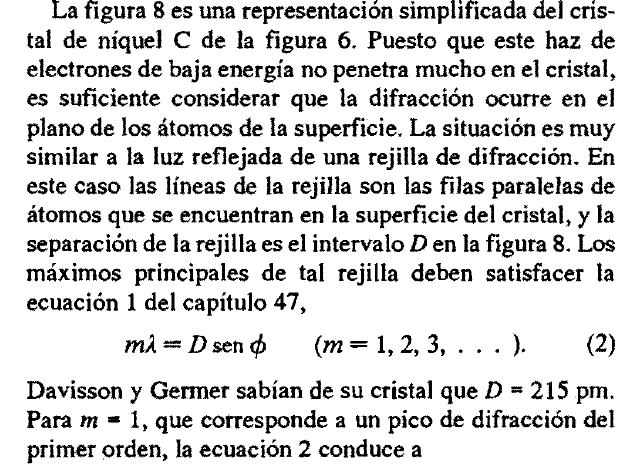 La figura 8 es una representación simplificada del cris-
tal de níquel C de la figura 6. Puesto que este haz de
electrones de baja energía no penetra mucho en el cristal,
es suficiente considerar que la difracción ocurre en el
plano de los átomos de la superficie. La situación es muy
similar a la luz reflejada de una rejilla de difracción. En
este caso las líneas de la rejilla son las filas paralelas de
átomos que se encuentran en la superficie del cristal, y la
separación de la rejilla es el intervalo D en la figura 8. Los
máximos principales de tal rejilla deben satisfacer la
ecuación 1 del capítulo 47,
mλ = D sen ϕ (m = 1, 2, 3, . . . ). (2)
Davisson y Germer sabían de su cristal que D = 215 pm.
Para m = 1, que corresponde a un pico de difracción del
primer orden, la ecuación 2 conduce a